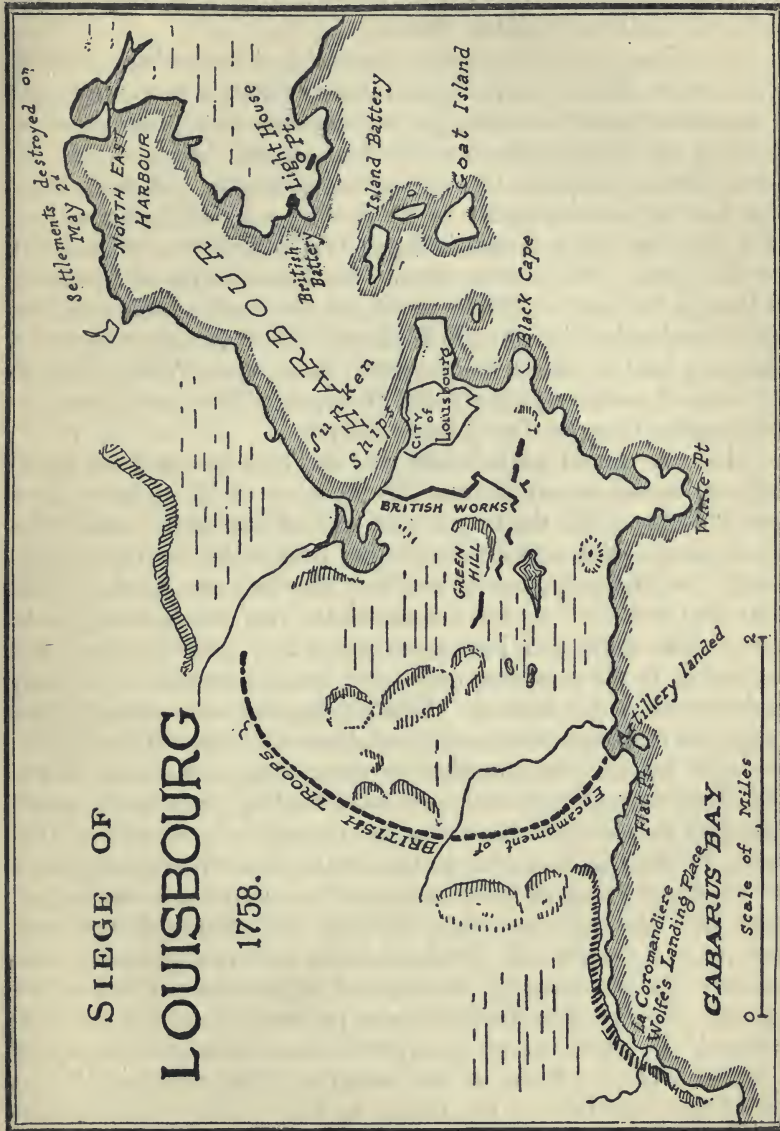 SIEGE OF
LOUISBOURG
1758.
Settlements destroyed on
May 2d
NORTH EAST
HARBOUR
HARBOUR
Sunken
Ships
Light House
Pt.
British
Battery
Island Battery
Goat Island
CITY
of
Louisbourg
Black Cape
BRITISH WORKS
GREEN
HILL
White Pt
Encampment of BRITISH TROOPS
Artillery landed
Flat Pt
La Coromandiere
Wolfe's Landing Place
GABARUS BAY
Scale of Miles
0 2